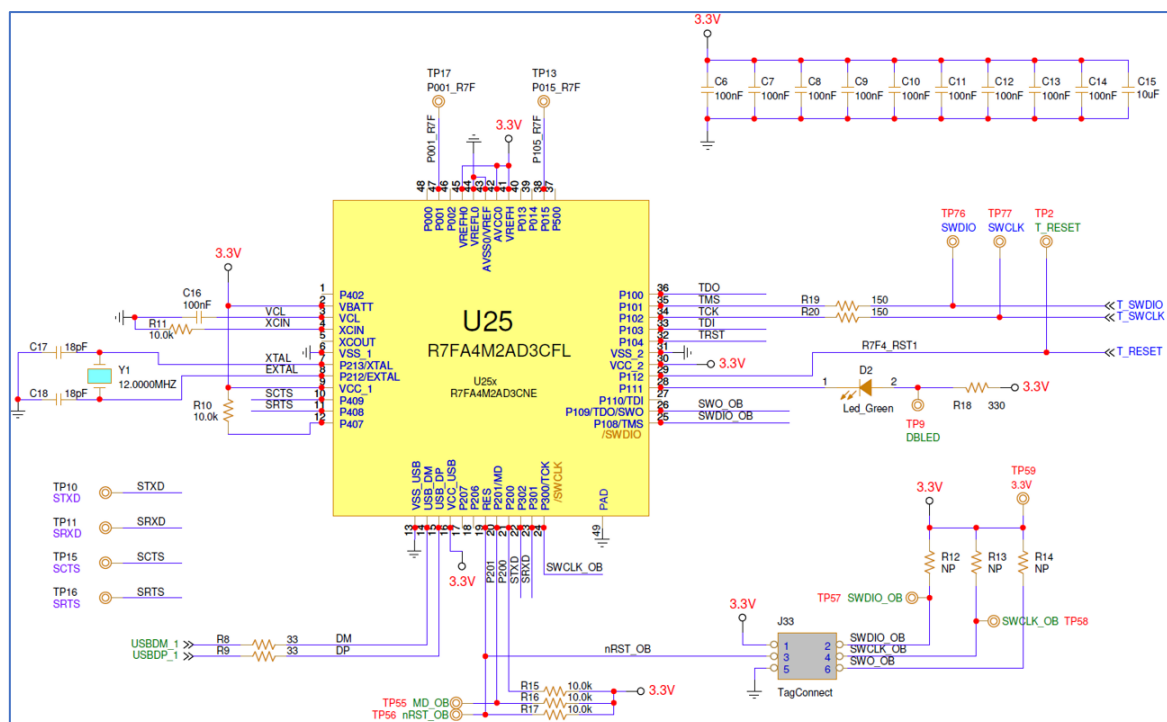 3.3V
C6
100nF
C7
100nF
C8
100nF
C9
100nF
C10
100nF
C11
100nF
C12
100nF
C13
100nF
C14
100nF
C15
10uF
TP17
P001_R7F
TP13
P015_R7F
P001_R7F
3.3V
P105_R7F
48 47 46 45 44 43 42 41 40 39 38 37
P000
P001
P002
VREFH0
VREFL0
AVSS0/VREF
AVCC0
VREFH
P013
P014
P015
P500
TP76
SWDIO
TP77
SWCLK
TP2
T_RESET
3.3V
C16
100nF
R11
10.0k
C17 18pF
Y1
12.0000MHZ
C18 18pF
R10
10.0k
VCL
XCIN
XTAL
EXTAL
SCTS
SRTS
1 P402
2 VBATT
3 VCL
4 XCIN
5 XCOUT
6 VSS_1
7 P213/XTAL
8 P212/EXTAL
9 VCC_1
10 P409
11 P408
12 P407
U25
R7FA4M2AD3CFL
U25x
R7FA4M2AD3CNE
P100 36 TDO
P101 35 TMS
P102 34 TCK
P103 33 TDI
P104 32 TRST
VSS_2 31
VCC_2 30 3.3V
P112 29
P111 28
P110/TDI 27
P109/TDO/SWO 26 SWO_OB
P108/TMS 25 SWDIO_OB
/SWDIO
R19 150
R20 150
T_SWDIO
T_SWCLK
R7F4_RST1
T_RESET
1
D2
2
Led_Green
TP9
DBLED
R18 330
3.3V
VSS_USB
USB_DM
USB_DP
VCC_USB
P207
P206
RES
P201/MD
P200
P302
P301
P300/TCK
/SWCLK
PAD
13 14 15 16 17 18 19 20 2 22 23 24
49
3.3V
P201
P200
STXD
SRXD
SWCLK_OB
TP10
STXD
STXD
TP11
SRXD
SRXD
TP15
SCTS
SCTS
TP16
SRTS
SRTS
USBDM_1
R8 33 DM
USBDP_1
R9 33 DP
TP55 MD_OB
TP56 nRST_OB
R15 10.0k
R16 10.0k
R17 10.0k
3.3V
nRST_OB
3.3V
TP59
3.3V
R12
NP
R13
NP
R14
NP
TP57 SWDIO_OB
SWCLK_OB TP58
3.3V
J33
1 2 SWDIO_OB
3 4 SWCLK_OB
5 6 SWO_OB
TagConnect